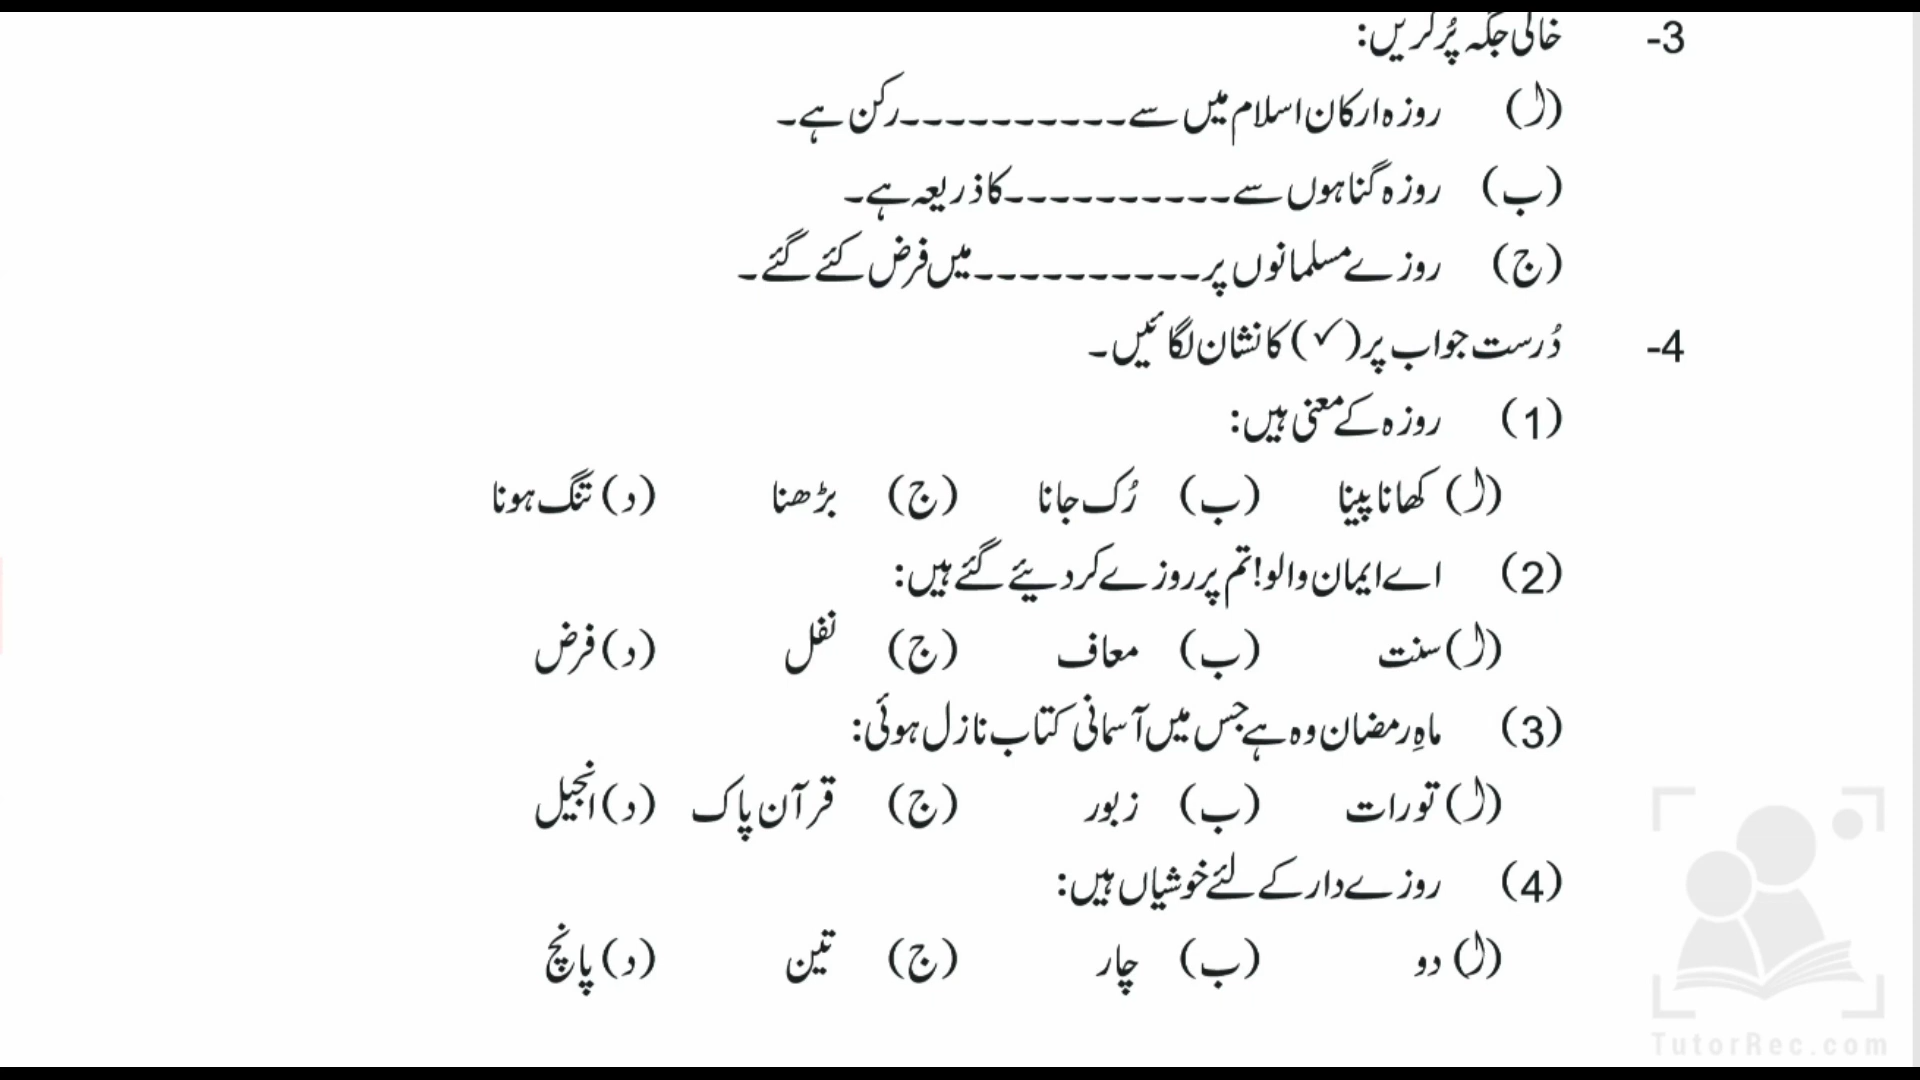 3- خالی جگہ پُر کریں:
(ا) روزہ ارکان اسلام میں سے ---------- رکن ہے۔
(ب) روزہ گناہوں سے ---------- کا ذریعہ ہے۔
(ج) روزے مسلمانوں پر ---------- میں فرض کئے گئے۔
4- دُرست جواب پر (✓) کا نشان لگائیں۔
(1) روزہ کے معنی ہیں:
(ا) کھانا پینا (ب) رُک جانا (ج) بڑھنا (د) تنگ ہونا
(2) اے ایمان والو! تم پر روزے کر دیئے گئے ہیں:
(ا) سنت (ب) معاف (ج) نفل (د) فرض
(3) ماہِ رمضان وہ ہے جس میں آسمانی کتاب نازل ہوئی:
(ا) تورات (ب) زبور (ج) قرآن پاک (د) انجیل
(4) روزے دار کے لئے خوشیاں ہیں:
(ا) دو (ب) چار (ج) تین (د) پانچ
TutorRec.com